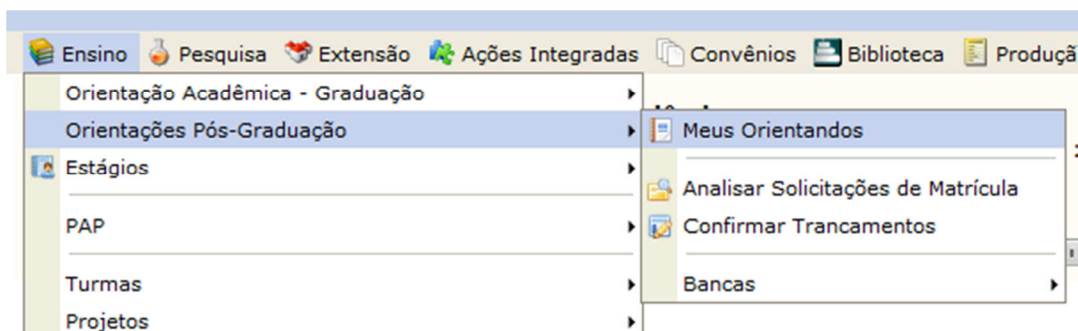 Ensino Pesquisa Extensão Ações Integradas Convênios Biblioteca Produçã
Orientação Acadêmica - Graduação
Orientações Pós-Graduação
Meus Orientandos
Estágios
Analisar Solicitações de Matrícula
PAP
Confirmar Trancamentos
Turmas
Bancas
Projetos